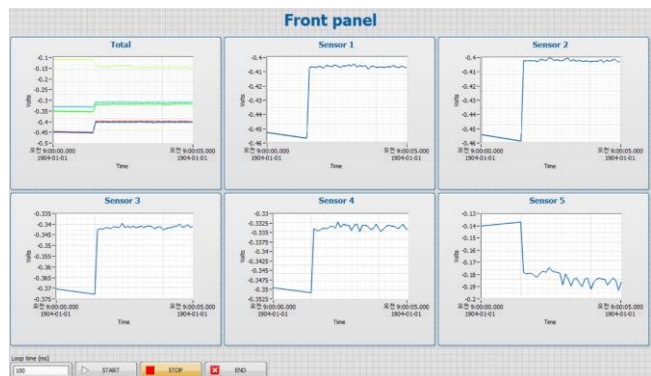 Front panel
Total
-0.1
-0.15
-0.2
-0.25
-0.3
-0.35
-0.4
-0.45
-0.5
Volts
오전 9:00:00.000
1904-01-01
오전 9:00:05.000
1904-01-01
Time
Sensor 1
-0.4
-0.41
-0.42
-0.43
-0.44
-0.45
-0.46
Volts
오전 9:00:00.000
1904-01-01
오전 9:00:05.000
1904-01-01
Time
Sensor 2
-0.4
-0.41
-0.42
-0.43
-0.44
-0.45
-0.46
Volts
오전 9:00:00.000
1904-01-01
오전 9:00:05.000
1904-01-01
Time
Sensor 3
-0.335
-0.34
-0.345
-0.35
-0.355
-0.36
-0.365
-0.37
-0.375
Volts
오전 9:00:00.000
1904-01-01
오전 9:00:05.000
1904-01-01
Time
Sensor 4
-0.33
-0.3325
-0.335
-0.3375
-0.34
-0.3425
-0.345
-0.3475
-0.35
-0.3525
Volts
오전 9:00:00.000
1904-01-01
오전 9:00:05.000
1904-01-01
Time
Sensor 5
-0.13
-0.14
-0.15
-0.16
-0.17
-0.18
-0.19
-0.2
Volts
오전 9:00:00.000
1904-01-01
오전 9:00:05.000
1904-01-01
Time
Loop time (ms)
100
START
STOP
END